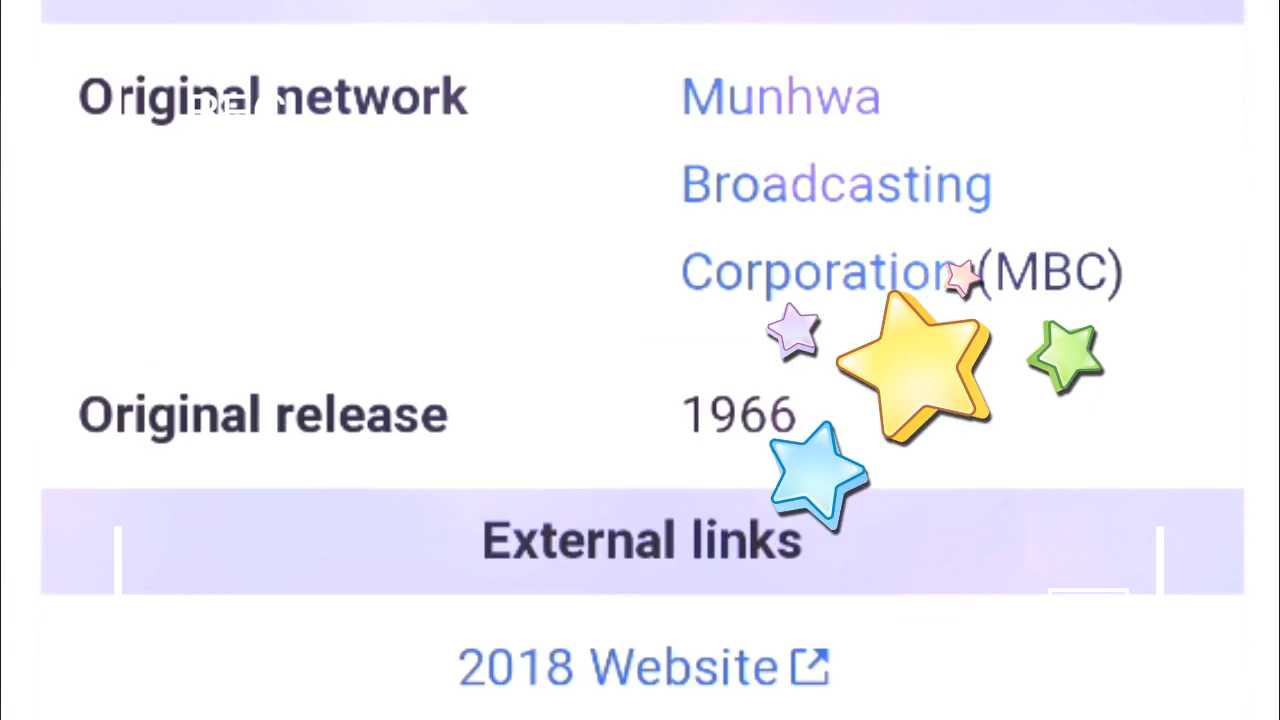 Original network
Munhwa
Broadcasting
Corporation (MBC)
Original release
1966
External links
2018 Website